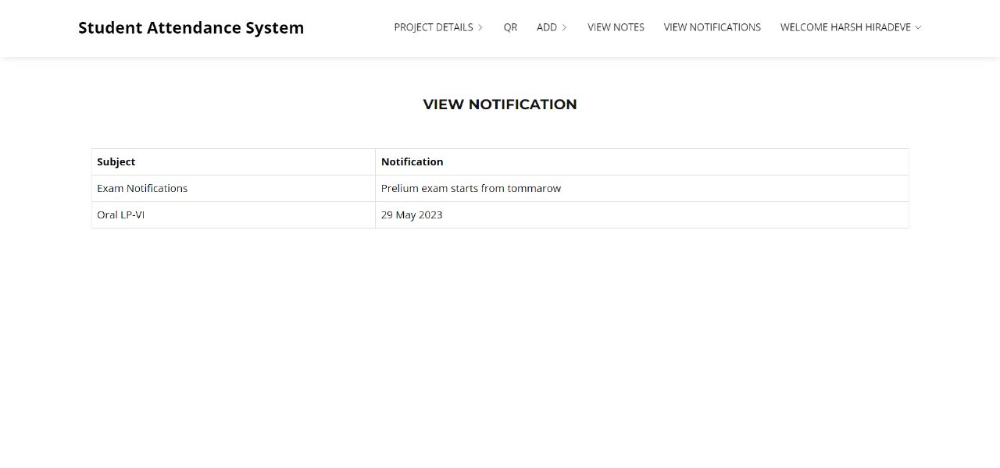 Student Attendance System
PROJECT DETAILS
QR
ADD
VIEW NOTES
VIEW NOTIFICATIONS
WELCOME HARSH HIRADEVE
VIEW NOTIFICATION
Subject Notification
Exam Notifications Prelium exam starts from tommarow
Oral LP-VI 29 May 2023